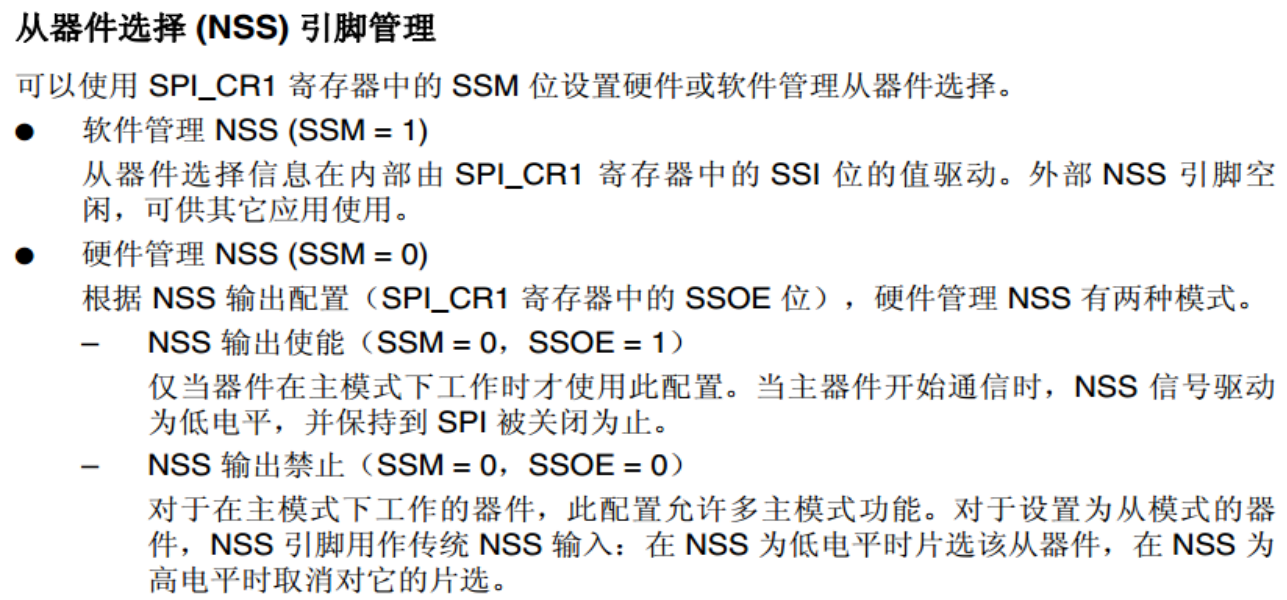 从器件选择 (NSS) 引脚管理
可以使用 SPI_CR1 寄存器中的 SSM 位设置硬件或软件管理从器件选择。
● 软件管理 NSS (SSM = 1)
从器件选择信息在内部由 SPI_CR1 寄存器中的 SSI 位的值驱动。外部 NSS 引脚空
闲，可供其它应用使用。
● 硬件管理 NSS (SSM = 0)
根据 NSS 输出配置（SPI_CR1 寄存器中的 SSOE 位），硬件管理 NSS 有两种模式。
– NSS 输出使能（SSM = 0，SSOE = 1）
仅当器件在主模式下工作时才使用此配置。当主器件开始通信时，NSS 信号驱动
为低电平，并保持到 SPI 被关闭为止。
– NSS 输出禁止（SSM = 0，SSOE = 0）
对于在主模式下工作的器件，此配置允许多主模式功能。对于设置为从模式的器
件，NSS 引脚用作传统 NSS 输入：在 NSS 为低电平时片选该从器件，在 NSS 为
高电平时取消对它的片选。